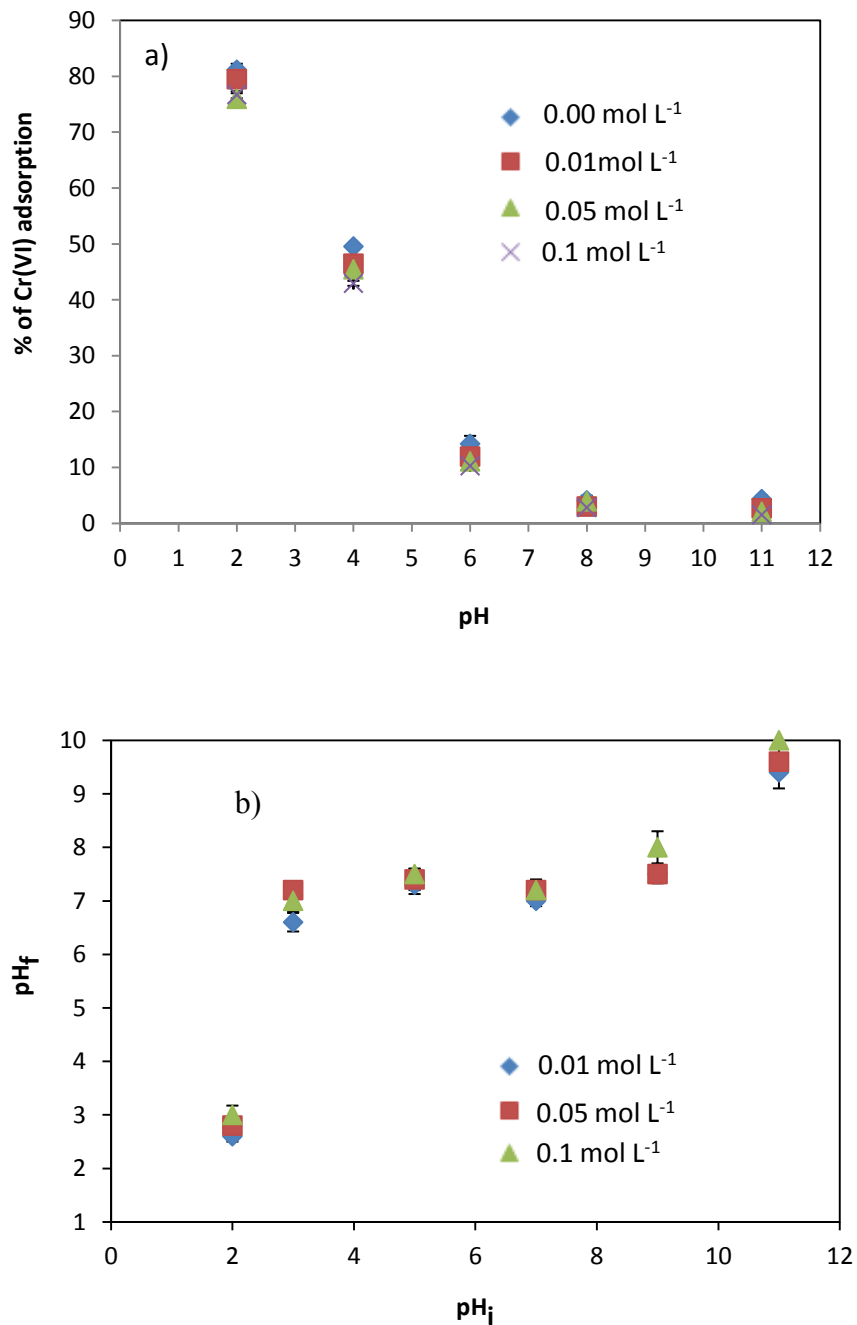 a)
% of Cr(VI) adsorption
90
80
70
60
50
40
30
20
10
0
0 1 2 3 4 5 6 7 8 9 10 11 12
pH
0.00 mol L-1
0.01mol L-1
0.05 mol L-1
0.1 mol L-1
b)
pHf
10
9
8
7
6
5
4
3
2
1
0 2 4 6 8 10 12
pHi
0.01 mol L-1
0.05 mol L-1
0.1 mol L-1